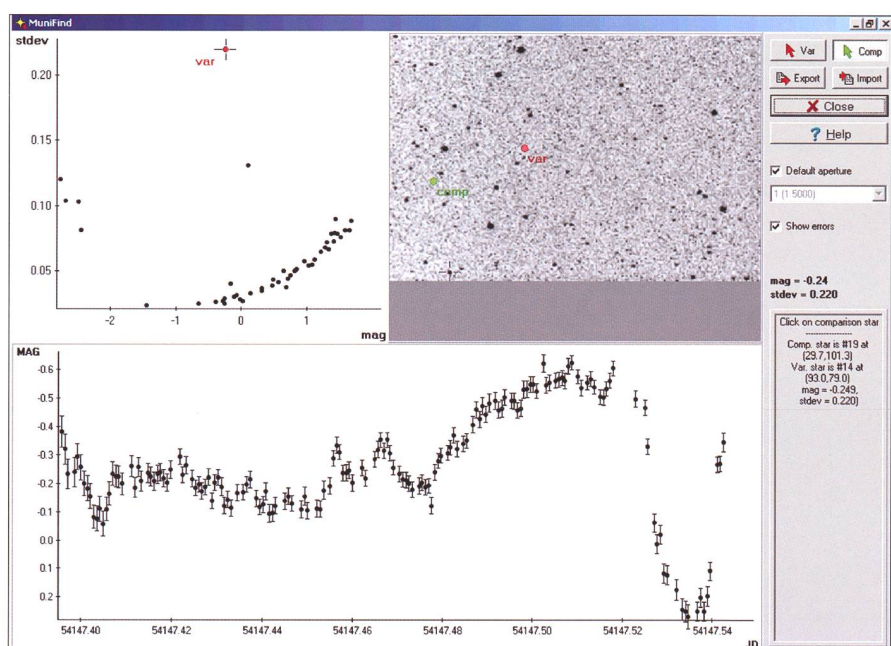 MuniFind
stdev
0.20
0.15
0.10
0.05
var
-2
-1
0
1
mag
var
comp
Var
Comp
Export
Import
Close
Help
Default aperture
1 (1.5000)
Show errors
mag = -0.24
stdev = 0.220
Click on comparison star
--------------------
Comp. star is #19 at
(29.7,101.3)
Var. star is #14 at
(93.0,79.0)
mag = -0.249,
stdev = 0.220)
MAG
-0.6
-0.5
-0.4
-0.3
-0.2
-0.1
0.0
0.1
0.2
54147.40
54147.42
54147.44
54147.46
54147.48
54147.50
54147.52
54147.54